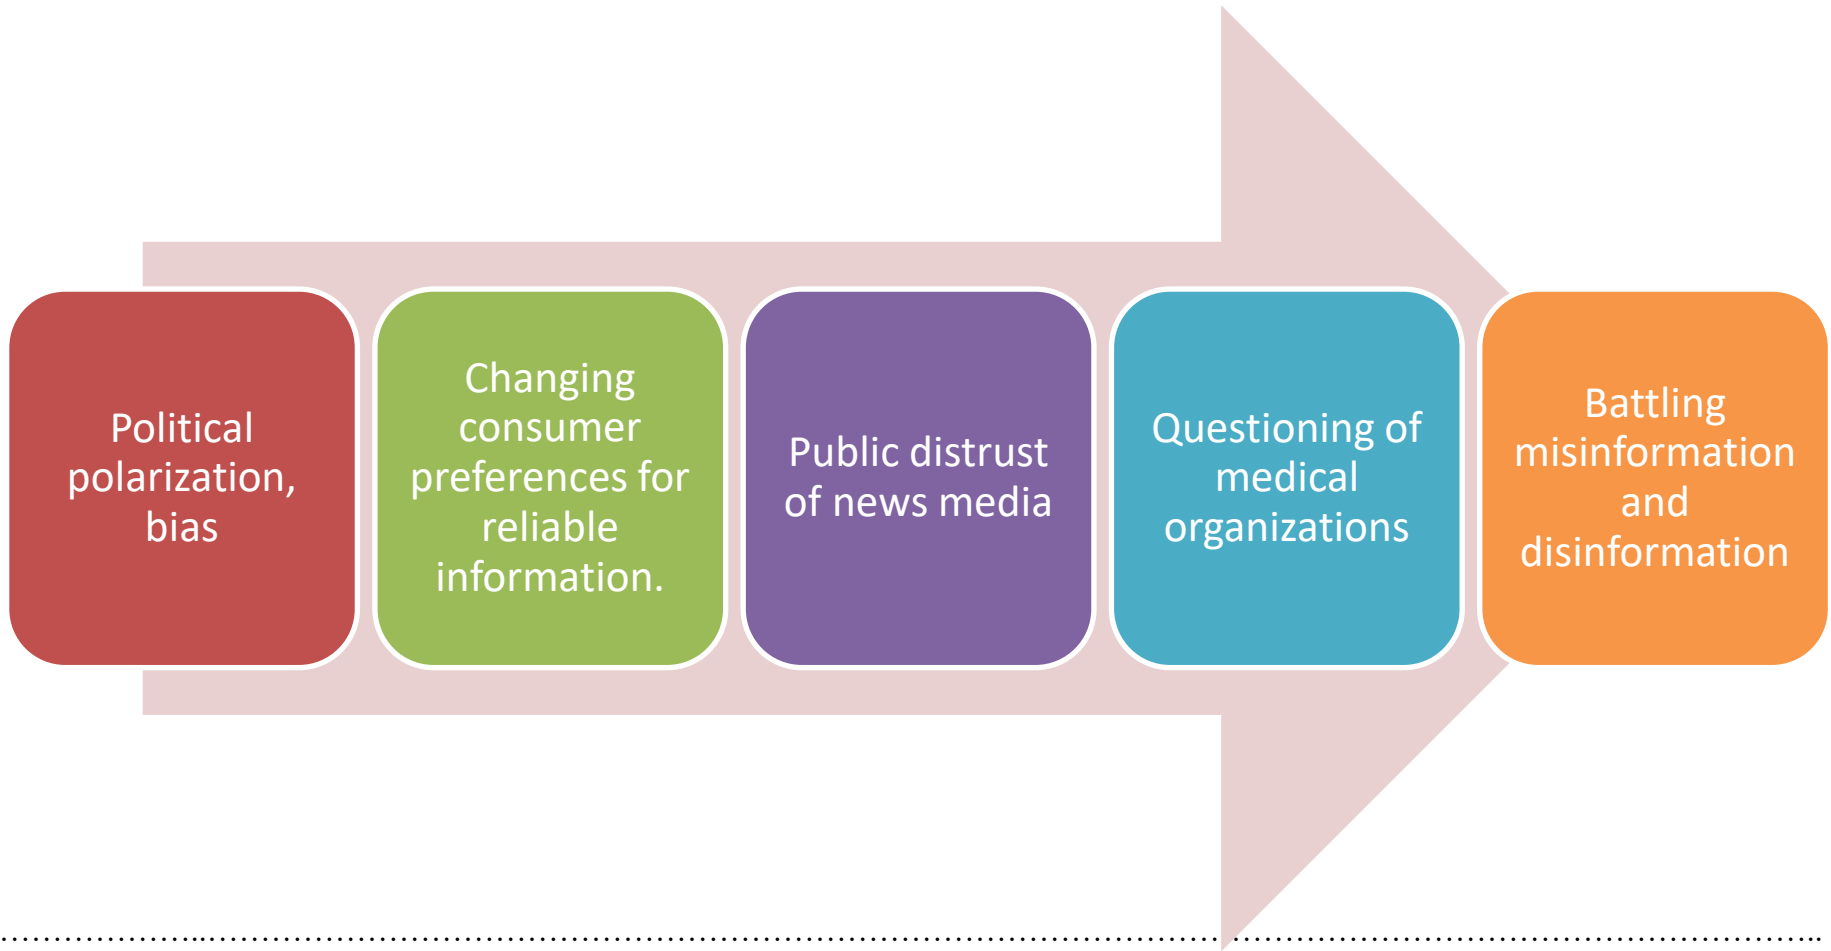 Political
polarization,
bias
Changing
consumer
preferences for
reliable
information.
Public distrust
of news media
Questioning of
medical
organizations
Battling
misinformation
and
disinformation